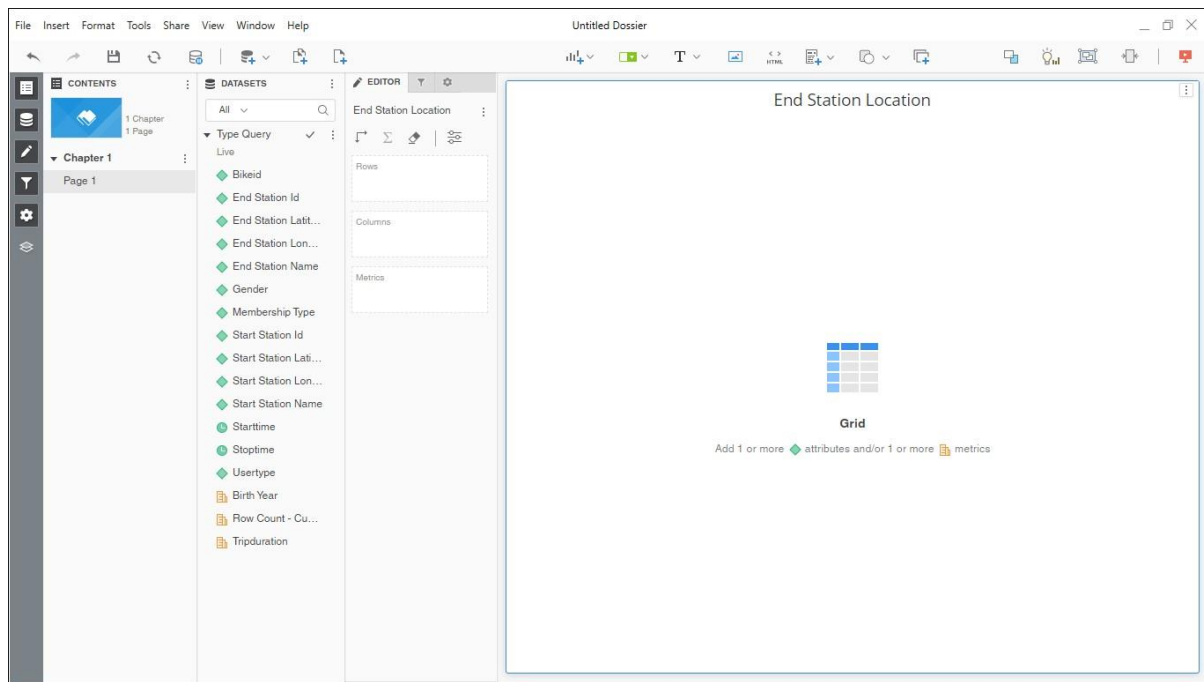 File Insert Format Tools Share View Window Help
Untitled Dossier
HTML
CONTENTS
1 Chapter
1 Page
Chapter 1
Page 1
DATASETS
All
Type Query
Live
Bikeid
End Station Id
End Station Latit...
End Station Lon...
End Station Name
Gender
Membership Type
Start Station Id
Start Station Lati...
Start Station Lon...
Start Station Name
Starttime
Stoptime
Usertype
Birth Year
Row Count - Cu...
Tripduration
EDITOR
End Station Location
Rows
Columns
Metrics
End Station Location
Grid
Add 1 or more attributes and/or 1 or more metrics